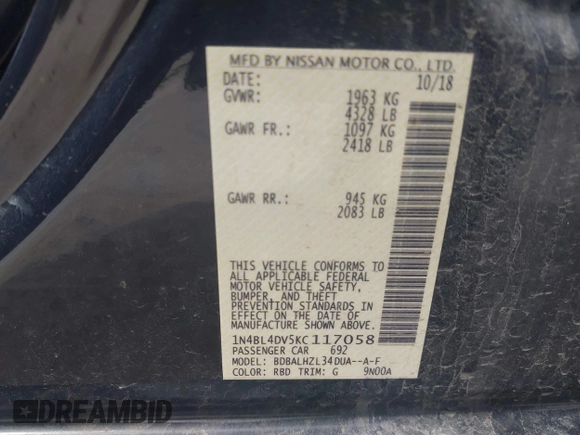 MFD BY NISSAN MOTOR CO., LTD.
DATE: 10/18
GVWR: 1963 KG
4328 LB
GAWR FR.: 1097 KG
2418 LB
GAWR RR.: 945 KG
2083 LB
THIS VEHICLE CONFORMS TO
ALL APPLICABLE FEDERAL
MOTOR VEHICLE SAFETY,
BUMPER, AND THEFT
PREVENTION STANDARDS IN
EFFECT ON THE DATE OF
MANUFACTURE SHOWN ABOVE.
1N4BL4DV5KC117058
PASSENGER CAR 692
MODEL: BDBALHZL34DUA--A-F
COLOR: RBD TRIM: G 9N00A
DREAMBID